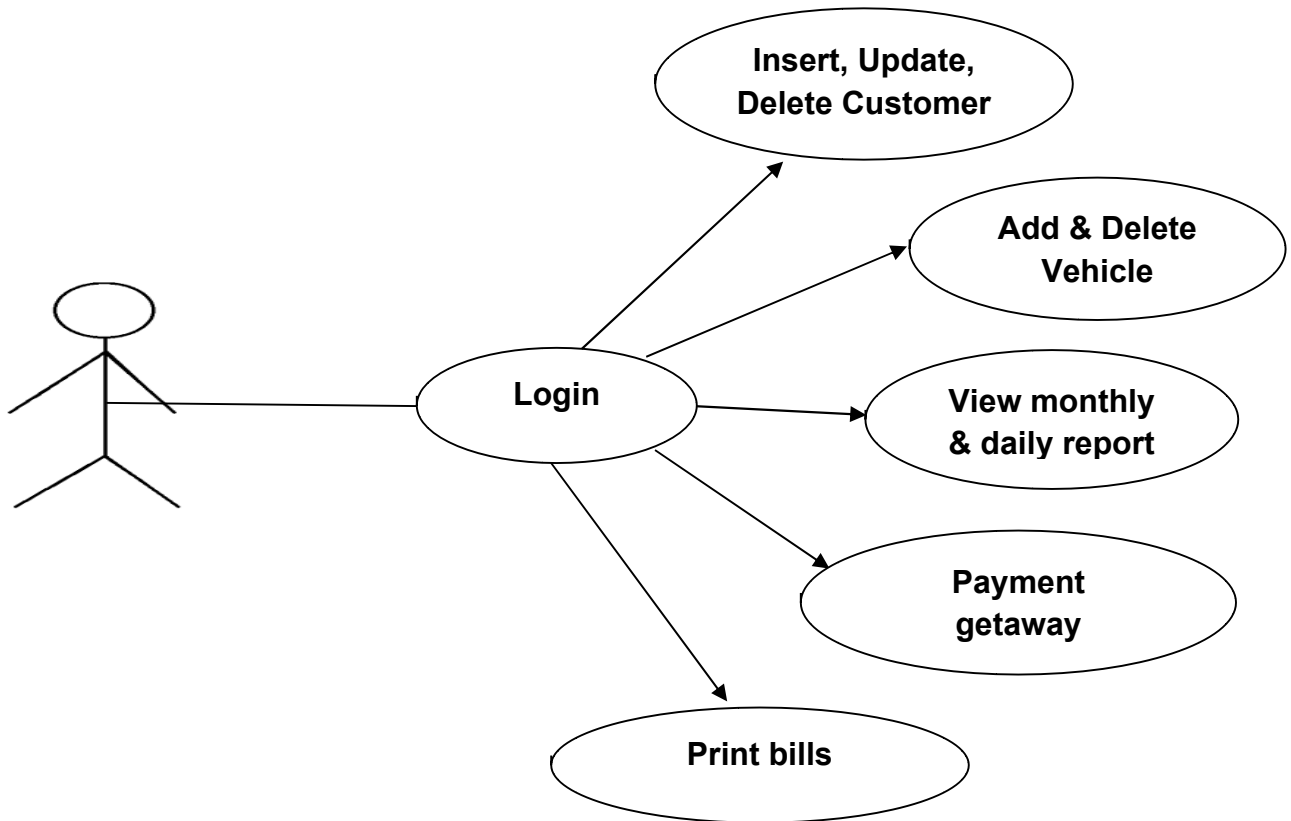 Insert, Update,
Delete Customer
Add & Delete
Vehicle
Login
View monthly
& daily report
Payment
getaway
Print bills